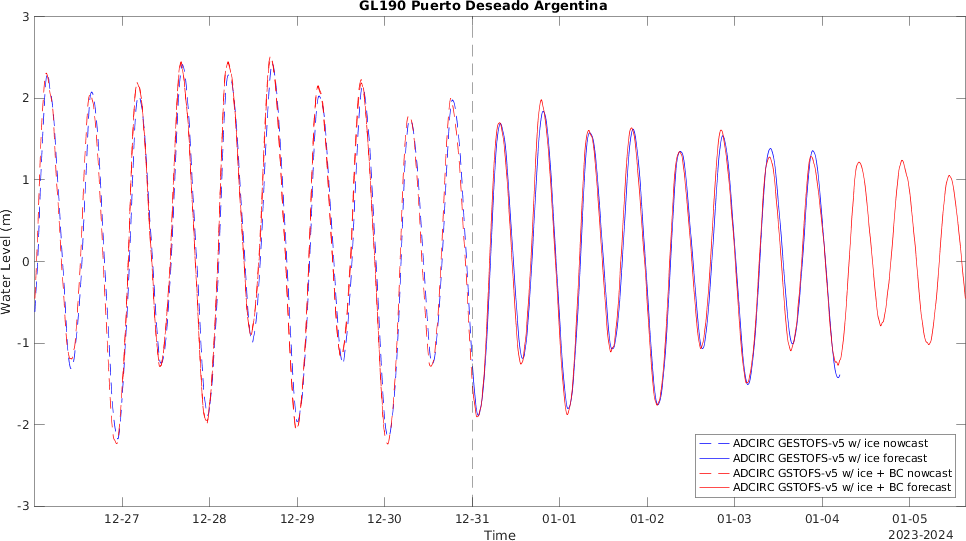 GL190 Puerto Deseado Argentina
3
2
1
0
-1
-2
-3
Water Level (m)
ADCIRC GESTOFS-v5 w/ ice nowcast
ADCIRC GESTOFS-v5 w/ ice forecast
ADCIRC GSTOFS-v5 w/ ice + BC nowcast
ADCIRC GSTOFS-v5 w/ ice + BC forecast
12-27 12-28 12-29 12-30 12-31 01-01 01-02 01-03 01-04 01-05
Time
2023-2024